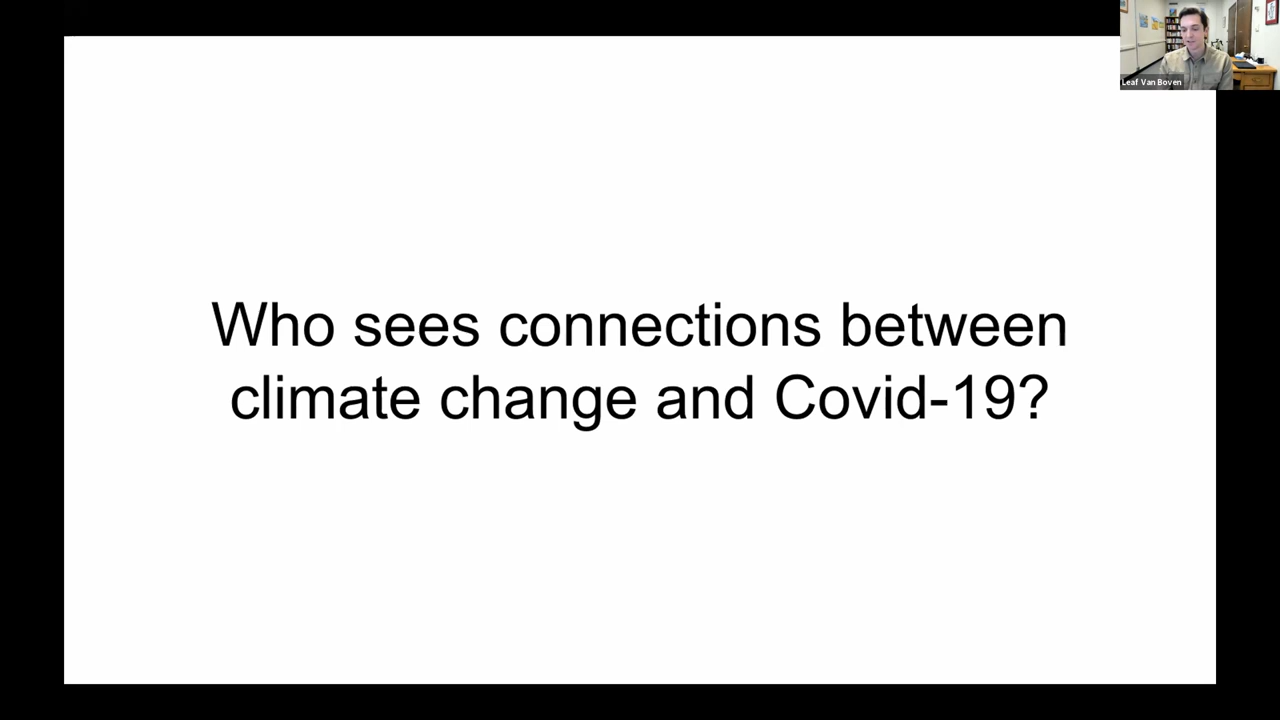 Leaf Van Boven
Who sees connections between
climate change and Covid-19?